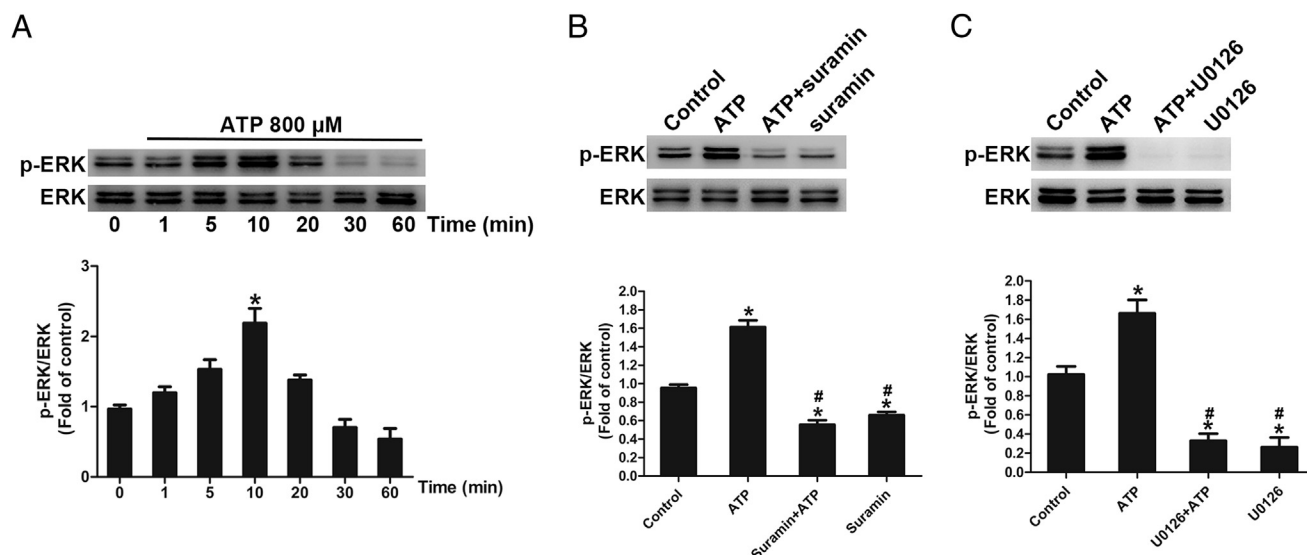 A
ATP 800 μM
p-ERK
ERK
0 1 5 10 20 30 60 Time (min)
p-ERK/ERK
(Fold of control)
3
2
1
0
*
0 1 5 10 20 30 60 Time (min)
B
Control ATP ATP+suramin suramin
p-ERK
ERK
p-ERK/ERK
(Fold of control)
2.0
1.8
1.6
1.4
1.2
1.0
0.8
0.6
0.4
0.2
0.0
*
# #
* *
Control ATP Suramin+ATP Suramin
C
Control ATP ATP+U0126 U0126
p-ERK
ERK
p-ERK/ERK
(Fold of control)
2.0
1.8
1.6
1.4
1.2
1.0
0.8
0.6
0.4
0.2
0.0
*
# #
* *
Control ATP U0126+ATP U0126